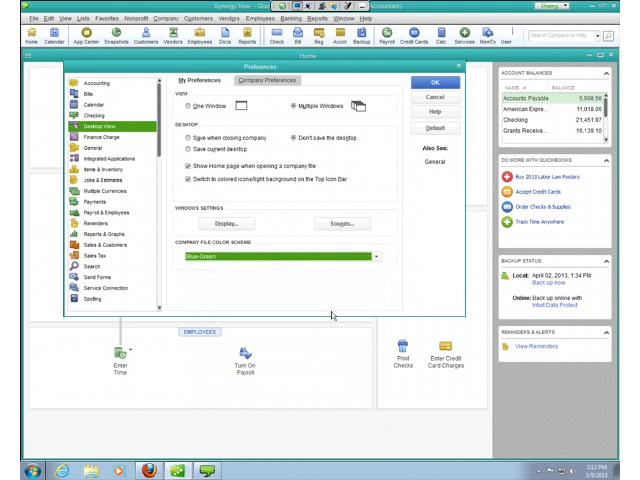 Synergy Now - Qui
Accountant)
Sharing
File Edit View Lists Favorites Nonprofit Company Customers Vendors Employees Banking Reports Window Help
Home Calendar App Center Snapshots Customers Vendors Employees Docs Reports Check Bill Reg Accnt Backup Payroll Credit Cards Calc Services MemTx User
Search Company or Help
Home
Preferences
Accounting
Bills
Calendar
Checking
Desktop View
Finance Charge
General
Integrated Applications
Items & Inventory
Jobs & Estimates
Multiple Currencies
Payments
Payroll & Employees
Reminders
Reports & Graphs
Sales & Customers
Sales Tax
Search
Send Forms
Service Connection
Spelling
My Preferences
Company Preferences
VIEW
One Window
Multiple Windows
DESKTOP
Save when closing company
Don't save the desktop
Save current desktop
Show Home page when opening a company file
Switch to colored icons/light background on the Top Icon Bar
WINDOWS SETTINGS
Display...
Sounds...
COMPANY FILE COLOR SCHEME
Blue-Green
OK
Cancel
Help
Default
Also See:
General
EMPLOYEES
Enter Time
Turn On Payroll
Print Checks
Enter Credit Card Charges
ACCOUNT BALANCES
NAME BALANCE
Accounts Payable 5,508.56
American Expre... 11,018.06
Checking 21,451.97
Grants Receiva... 16,139.10
DO MORE WITH QUICKBOOKS
Buy 2013 Labor Law Posters
Accept Credit Cards
Order Checks & Supplies
Track Time Anywhere
BACKUP STATUS
Local: April 02, 2013, 1:34 PM
Back up now
Online: Back up online with
Intuit Data Protect
REMINDERS & ALERTS
View Reminders
2:12 PM
5/9/2013